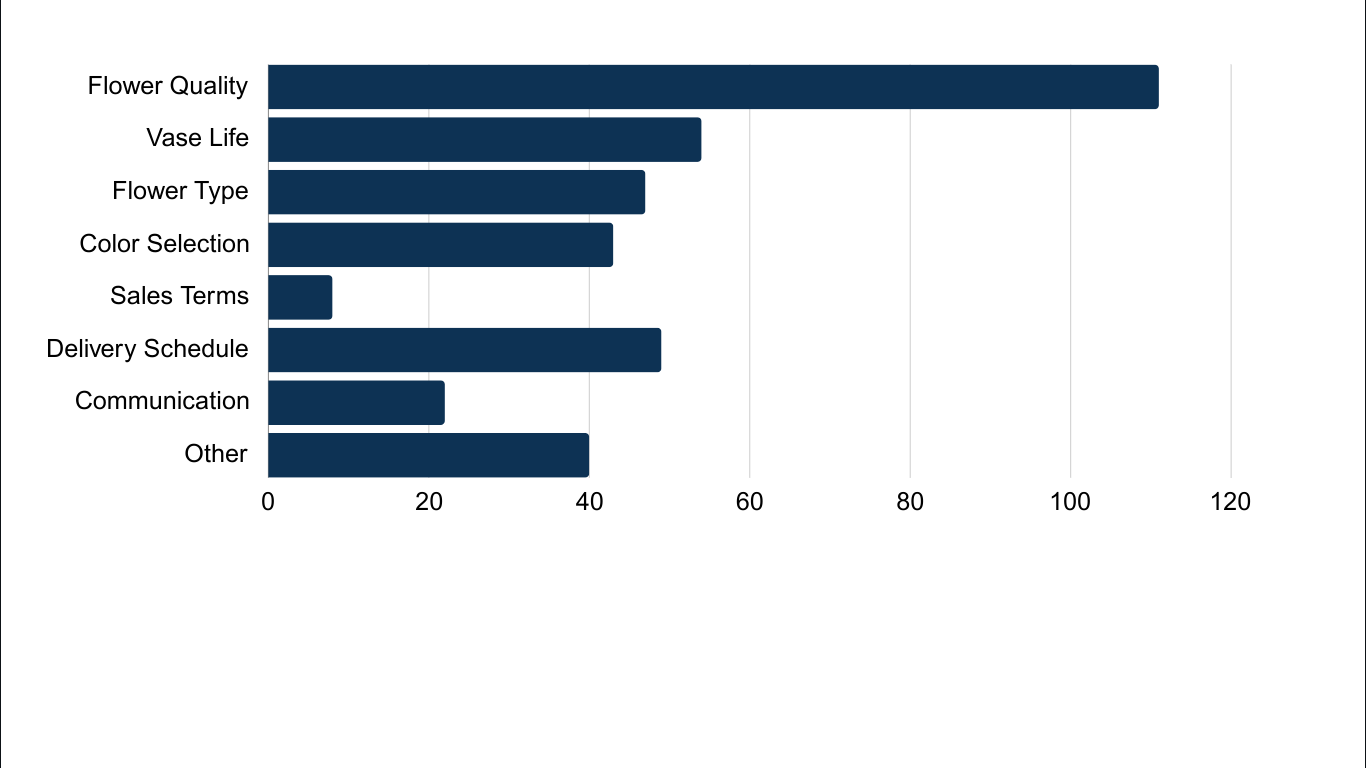 Flower Quality
Vase Life
Flower Type
Color Selection
Sales Terms
Delivery Schedule
Communication
Other
0 20 40 60 80 100 120